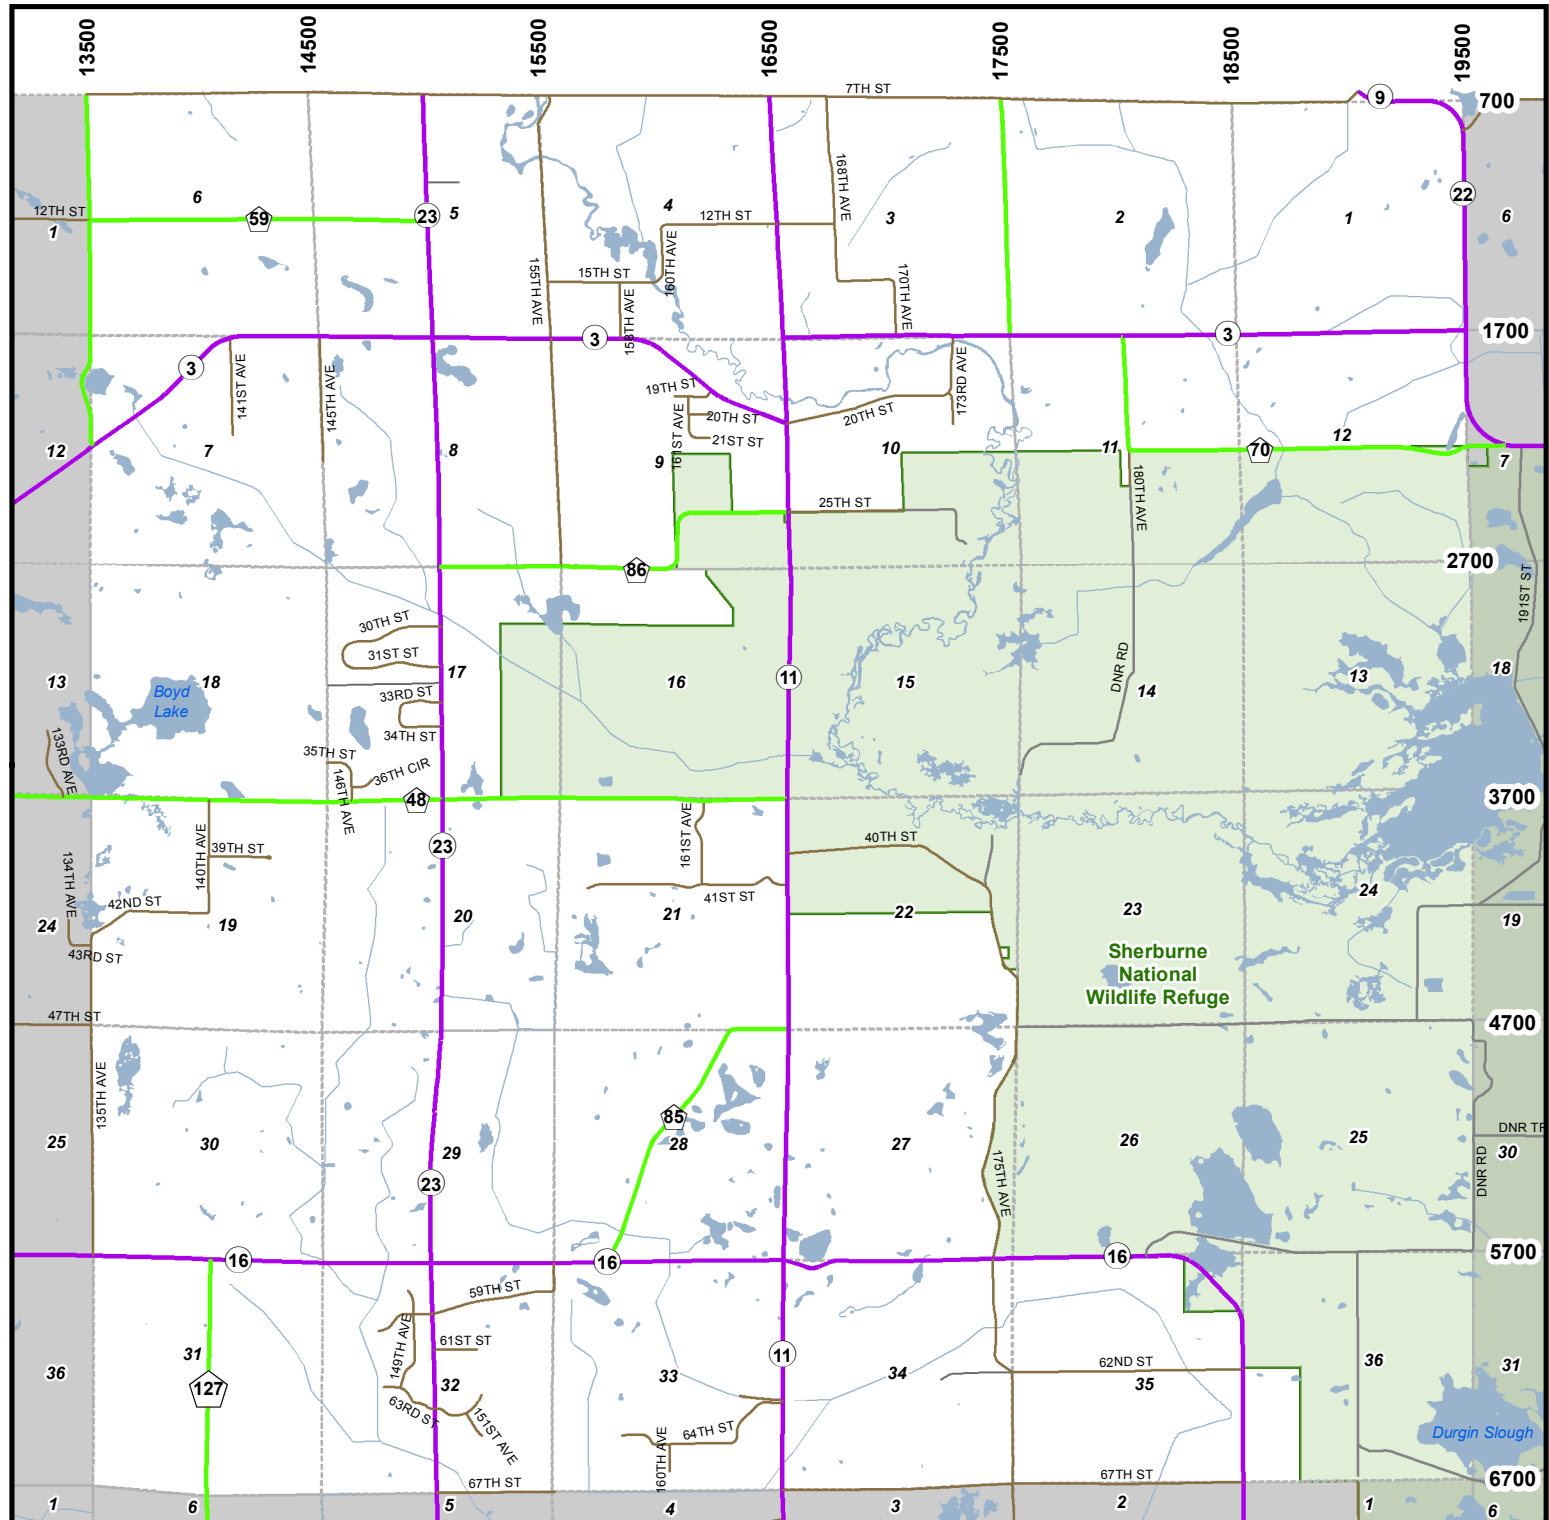 13500
14500
15500
16500
17500
18500
19500
7TH ST
9
700
168TH AVE
22
6
59
12TH ST
1
23
5
4
12TH ST
3
2
1
6
160TH AVE
155TH AVE
15TH ST
158TH AVE
170TH AVE
3
3
3
1700
141ST AVE
145TH AVE
19TH ST
20TH ST
21ST ST
161ST AVE
20TH ST
173RD AVE
12
7
8
9
10
11
70
12
7
180TH AVE
25TH ST
86
2700
191ST ST
30TH ST
31ST ST
33RD ST
34TH ST
35TH ST
36TH CIR
146TH AVE
13
18
Boyd
Lake
17
16
11
15
DNR RD
14
13
18
133RD AVE
48
3700
23
161ST AVE
40TH ST
140TH AVE
39TH ST
134TH AVE
42ND ST
41ST ST
24
19
20
21
22
23
24
19
43RD ST
Sherburne
National
Wildlife Refuge
47TH ST
4700
135TH AVE
85
25
30
29
28
27
26
25
30
DNR TR
DNR RD
175TH AVE
23
16
16
16
5700
59TH ST
149TH AVE
61ST ST
62ND ST
11
36
31
127
32
33
34
35
36
31
63RD ST
151ST AVE
64TH ST
160TH AVE
Durgin Slough
67TH ST
67TH ST
6700
1
6
5
4
3
2
1
6